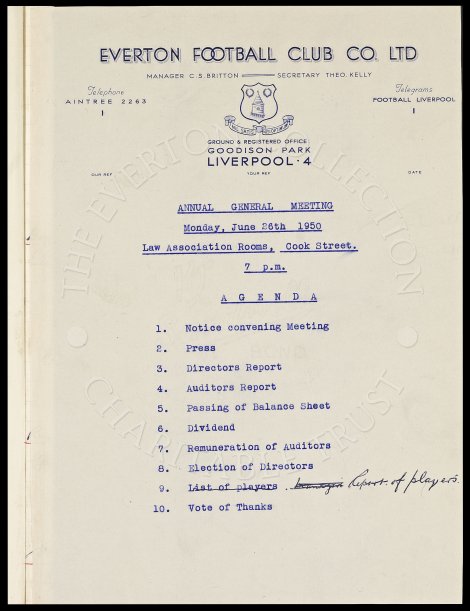 EVERTON FOOTBALL CLUB CO. LTD
MANAGER C. S. BRITTON SECRETARY THEO. KELLY
Telephone
AINTREE 2263
Telegrams
FOOTBALL LIVERPOOL
GROUND & REGISTERED OFFICE:
GOODISON PARK
LIVERPOOL · 4
OUR REF
YOUR REF
DATE
ANNUAL GENERAL MEETING
Monday, June 26th 1950
Law Association Rooms, Cook Street.
7 p.m.
A G E N D A
1. Notice convening Meeting
2. Press
3. Directors Report
4. Auditors Report
5. Passing of Balance Sheet
6. Dividend
7. Remuneration of Auditors
8. Election of Directors
9. List of players. Report of players.
10. Vote of Thanks
THE EVERTON COLLECTION
CHARITABLE TRUST